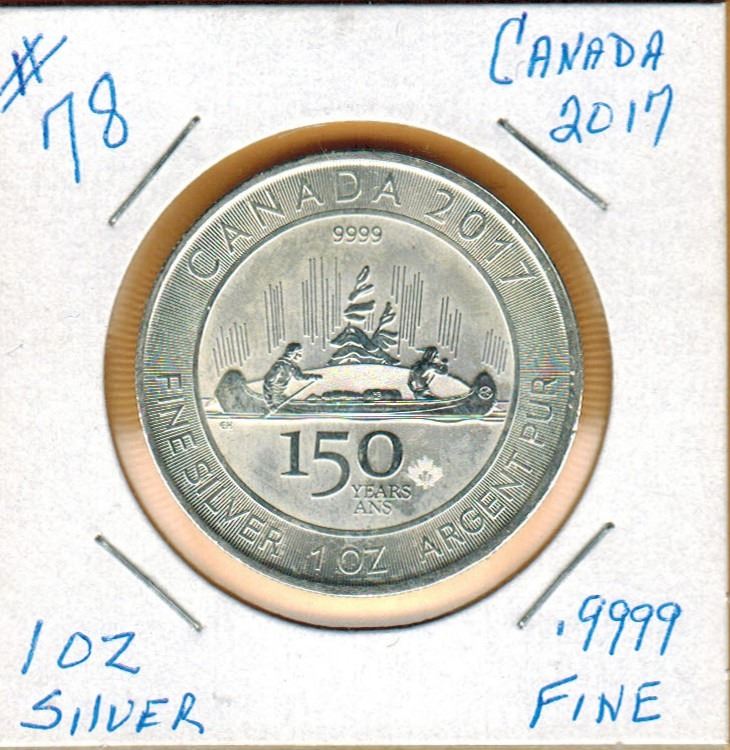 # 78
CANADA
2017
CANADA 2017
9999
EH
150
YEARS
ANS
FINE SILVER 1 OZ ARGENT PUR
1 OZ
SILVER
.9999
FINE